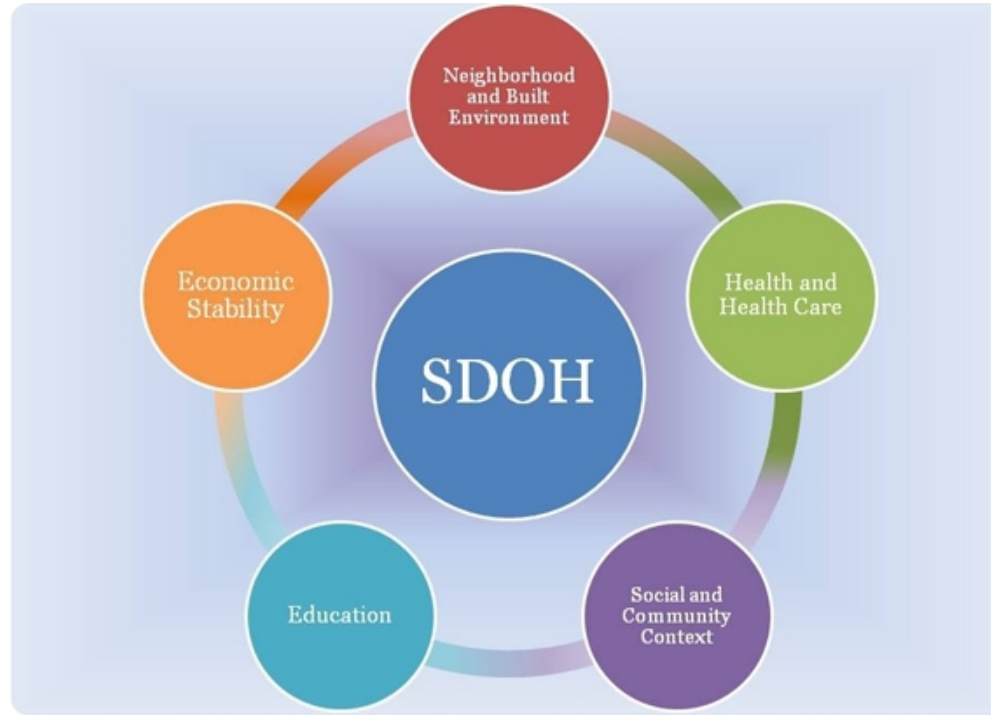 Neighborhood
and Built
Environment
Economic
Stability
Health and
Health Care
SDOH
Education
Social and
Community
Context